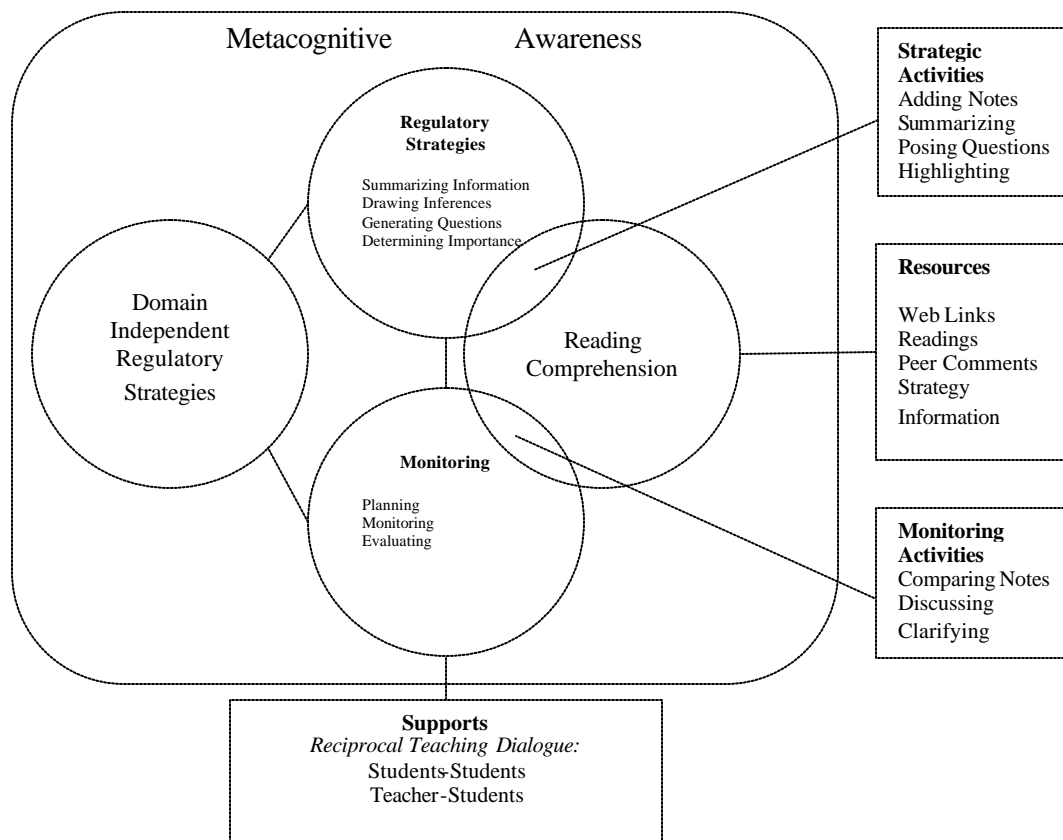 Metacognitive Awareness
Regulatory
Strategies
Summarizing Information
Drawing Inferences
Generating Questions
Determining Importance
Domain
Independent
Regulatory
Strategies
Reading
Comprehension
Monitoring
Planning
Monitoring
Evaluating
Strategic
Activities
Adding Notes
Summarizing
Posing Questions
Highlighting
Resources
Web Links
Readings
Peer Comments
Strategy
Information
Monitoring
Activities
Comparing Notes
Discussing
Clarifying
Supports
Reciprocal Teaching Dialogue:
Students-Students
Teacher-Students